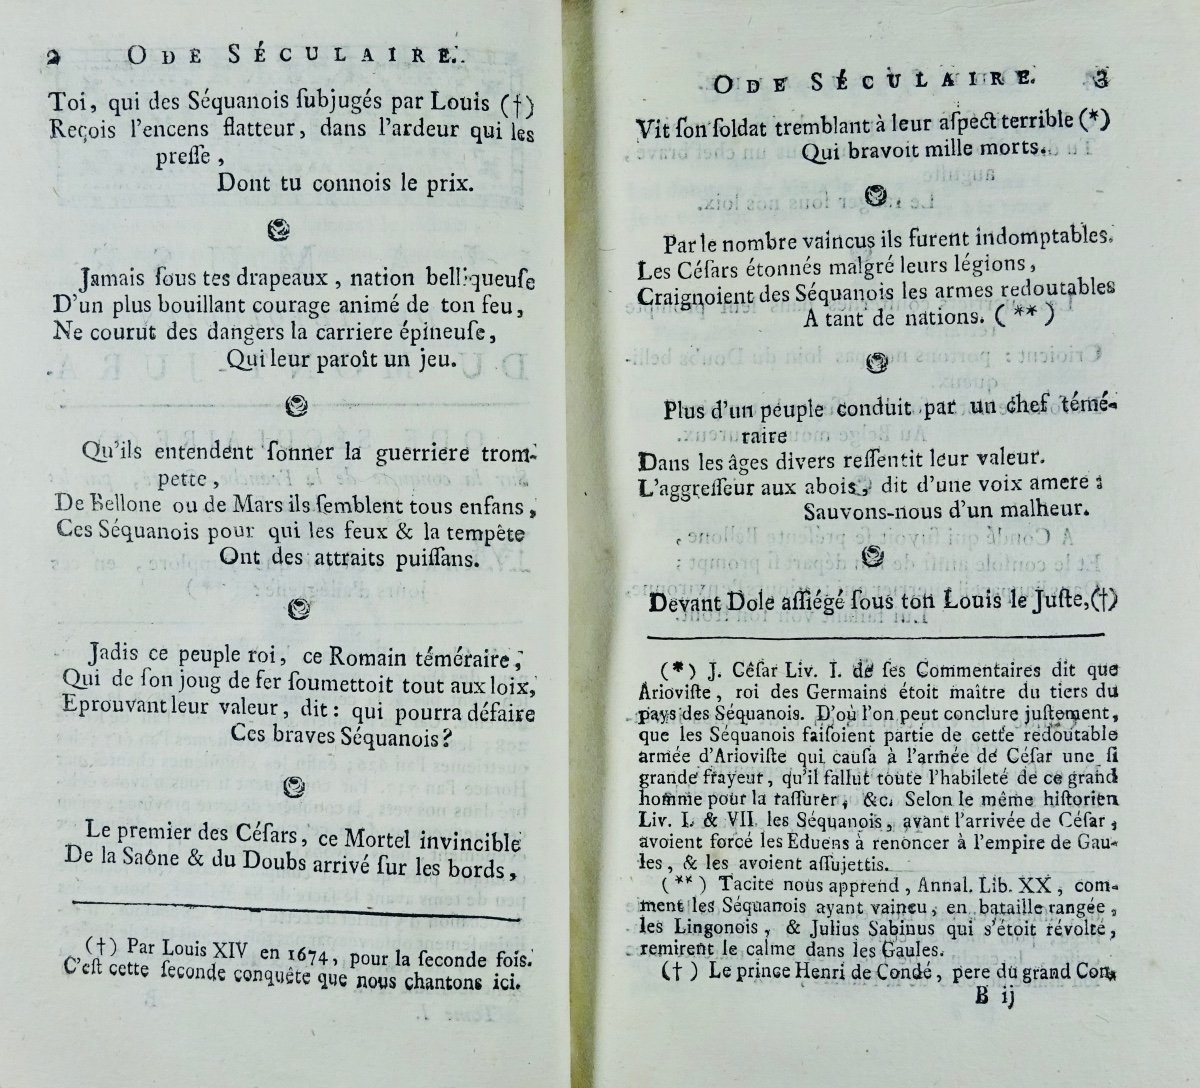 2 ODE SÉCULAIRE.
Toi, qui des Séquanois ſubjugés par Louis (†)
Reçois l'encens flatteur, dans l'ardeur qui les
preſſe,
Dont tu connois le prix.
Jamais ſous tes drapeaux, nation belliqueuſe
D'un plus bouillant courage animé de ton feu,
Ne courut des dangers la carriere épineuſe,
Qui leur paroît un jeu.
Qu'ils entendent ſonner la guerriere trom-
pette,
De Bellone ou de Mars ils ſemblent tous enfans,
Ces Séquanois pour qui les feux & la tempête
Ont des attraits puiſſans.
Jadis ce peuple roi, ce Romain téméraire,
Qui de ſon joug de fer ſoumettoit tout aux loix,
Eprouvant leur valeur, dit : qui pourra défaire
Ces braves Séquanois ?
Le premier des Céſars, ce Mortel invincible
De la Saône & du Doubs arrivé ſur les bords,
(†) Par Louis XIV en 1674, pour la ſeconde fois.
C'eſt cette ſeconde conquête que nous chantons ici.
ODE SÉCULAIRE. 3
Vit ſon ſoldat tremblant à leur aſpect terrible (*)
Qui bravoit mille morts.
Par le nombre vaincus ils furent indomptables.
Les Céſars étonnés malgré leurs légions,
Craignoient des Séquanois les armes redoutables
A tant de nations. (**)
Plus d'un peuple conduit par un chef témé-
raire
Dans les âges divers reſſentit leur valeur.
L'aggreſſeur aux abois, dit d'une voix amere :
Sauvons-nous d'un malheur.
Devant Dole aſſiégé ſous ton Louis le Juſte, (†)
(*) J. Céſar Liv. I. de ſes Commentaires dit que
Arioviſte, roi des Germains étoit maître du tiers du
pays des Séquanois. D'où l'on peut conclure juſtement,
que les Séquanois faiſoient partie de cette redoutable
armée d'Arioviſte qui cauſa à l'armée de Céſar une ſi
grande frayeur, qu'il fallut toute l'habileté de ce grand
homme pour la raſſurer, &c. Selon le même hiſtorien
Liv. I. & VII. les Séquanois, avant l'arrivée de Céſar,
avoient forcé les Eduens à renoncer à l'empire de Gau-
les, & les avoient aſſujettis.
(**) Tacite nous apprend, Annal. Lib. XX, com-
ment les Séquanois ayant vaincu, en bataille rangée,
les Lingonois, & Julius Sabinus qui s'étoit révolté,
remirent le calme dans les Gaules.
(†) Le prince Henri de Condé, pere du grand Con-
B ij